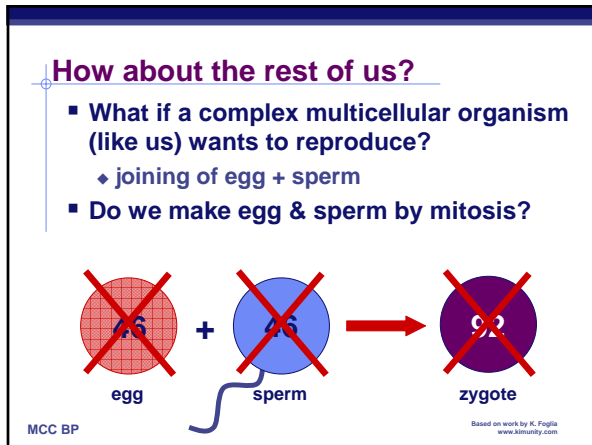 How about the rest of us?
■ What if a complex multicellular organism
(like us) wants to reproduce?
◆ joining of egg + sperm
■ Do we make egg & sperm by mitosis?
46 + 46 92
egg sperm zygote
MCC BP
Based on work by K. Foglia
www.kimunity.com